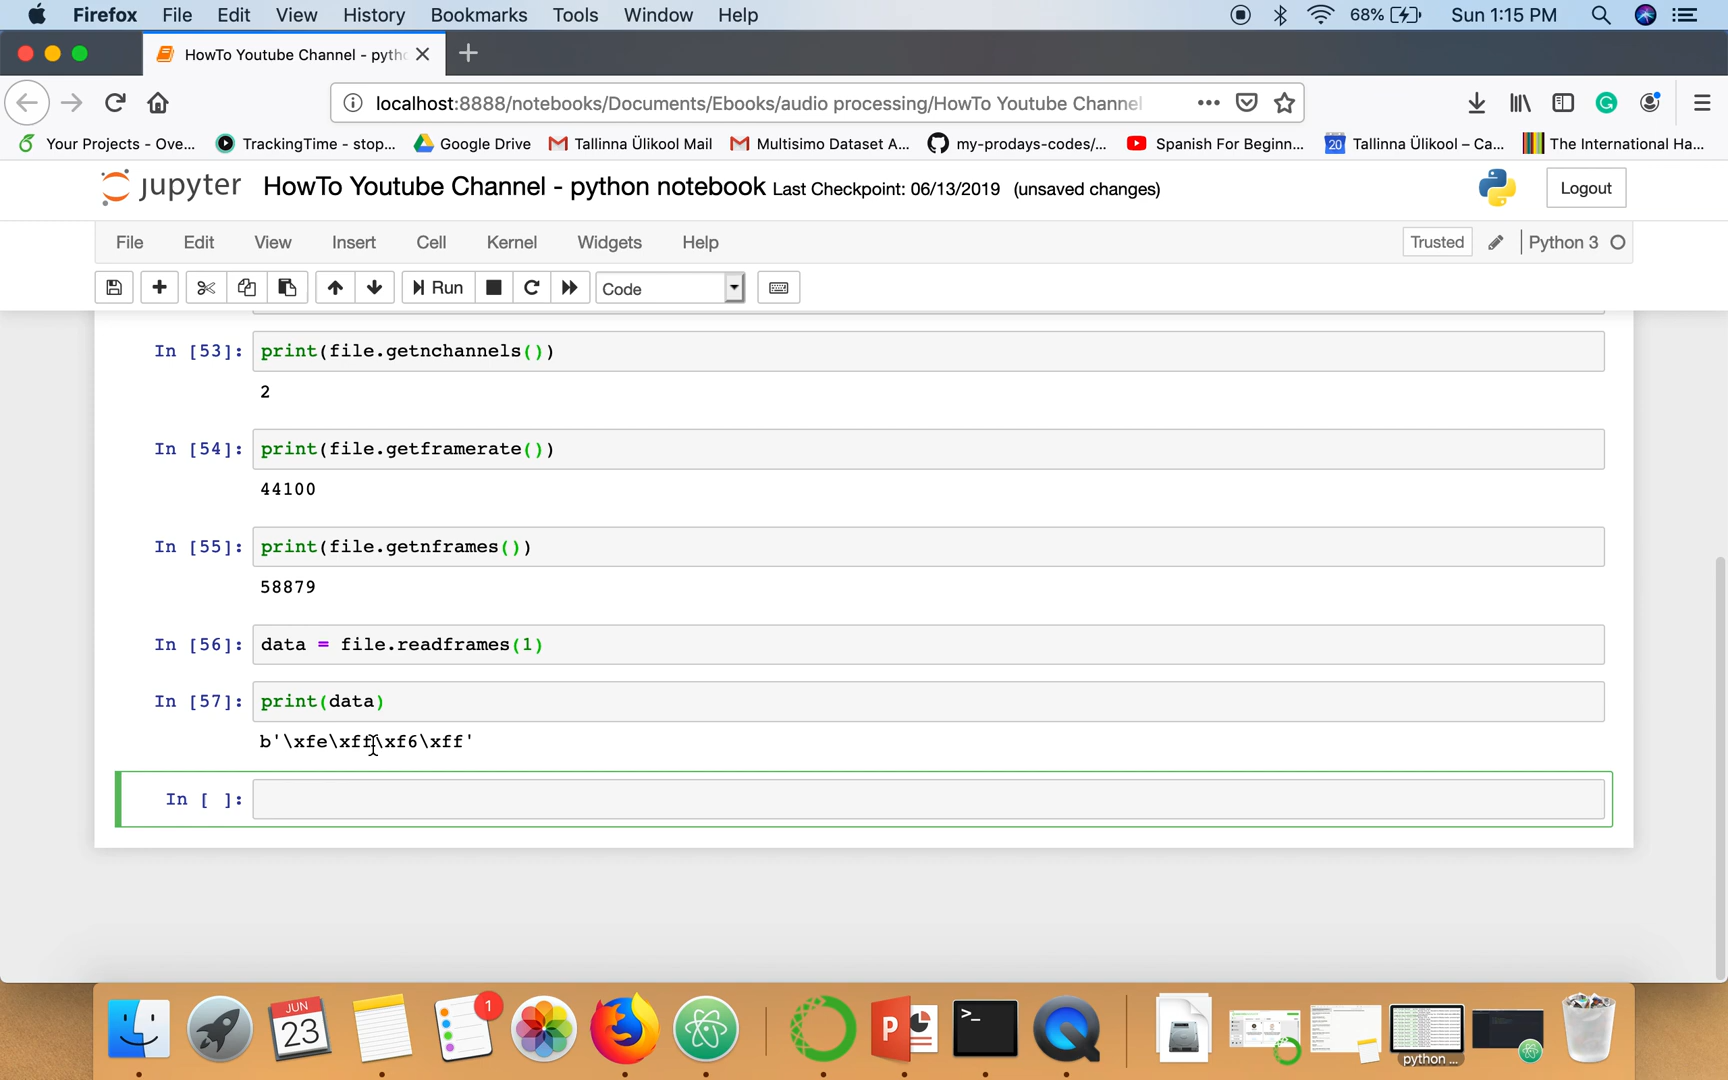 Firefox File Edit View History Bookmarks Tools Window Help 68% Sun 1:15 PM
HowTo Youtube Channel - pytho
localhost:8888/notebooks/Documents/Ebooks/audio processing/HowTo Youtube Channel
Your Projects - Ove... TrackingTime - stop... Google Drive Tallinna Ülikool Mail Multisimo Dataset A... my-prodays-codes/... Spanish For Beginn... 20 Tallinna Ülikool – Ca... The International Ha...
jupyter HowTo Youtube Channel - python notebook Last Checkpoint: 06/13/2019 (unsaved changes) Logout
File Edit View Insert Cell Kernel Widgets Help Trusted Python 3
Run Code
In [53]: print(file.getnchannels())
2
In [54]: print(file.getframerate())
44100
In [55]: print(file.getnframes())
58879
In [56]: data = file.readframes(1)
In [57]: print(data)
b'\xfe\xff\xf6\xff'
In [ ]:
JUN
23
1
P
>_
python ...